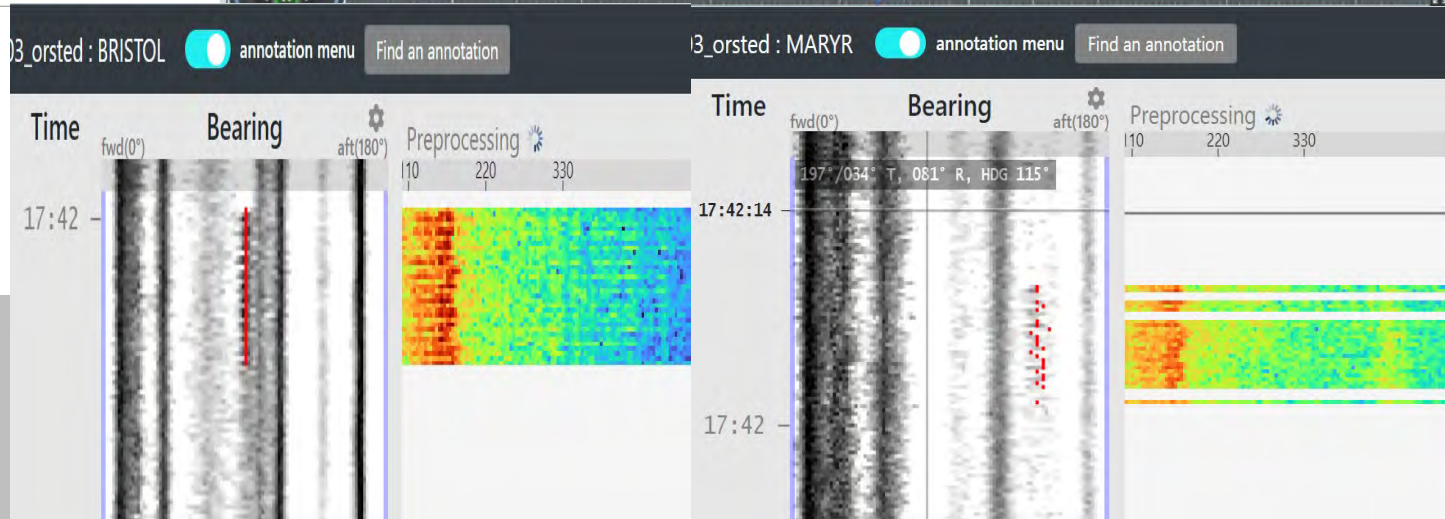 03_orsted : BRISTOL annotation menu Find an annotation
Time Bearing
fwd(0°) aft(180°) Preprocessing
110 220 330
17:42
03_orsted : MARYR annotation menu Find an annotation
Time Bearing
fwd(0°) aft(180°) Preprocessing
110 220 330
197°/034° T, 081° R, HDG 115°
17:42:14
17:42